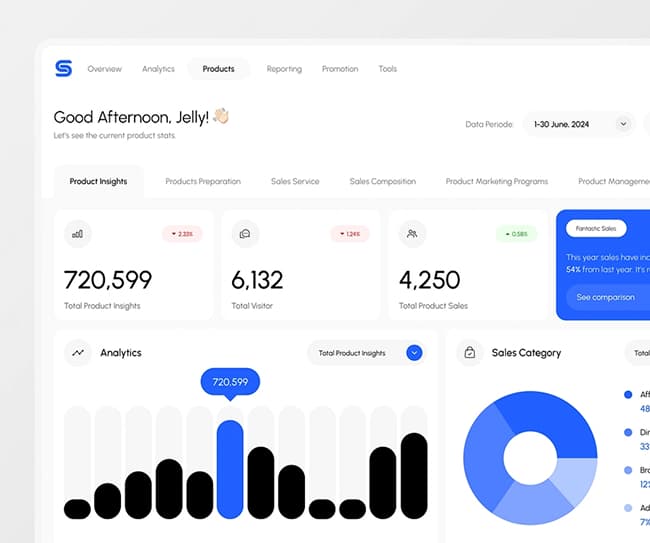 Overview Analytics Products Reporting Promotion Tools
Good Afternoon, Jelly! 👋🏻
Let's see the current product stats.
Data Periode: 1-30 June, 2024
Product Insights Products Preparation Sales Service Sales Composition Product Marketing Programs Product Manageme
2.33%
720,599
Total Product Insights
1.24%
6,132
Total Visitor
0.58%
4,250
Total Product Sales
Fantastic Sales
This year sales have inc
54% from last year. It's
See comparison
Analytics
Total Product Insights
720.599
Sales Category
Total
Af
48
Di
33
Bro
12
Ad
7%